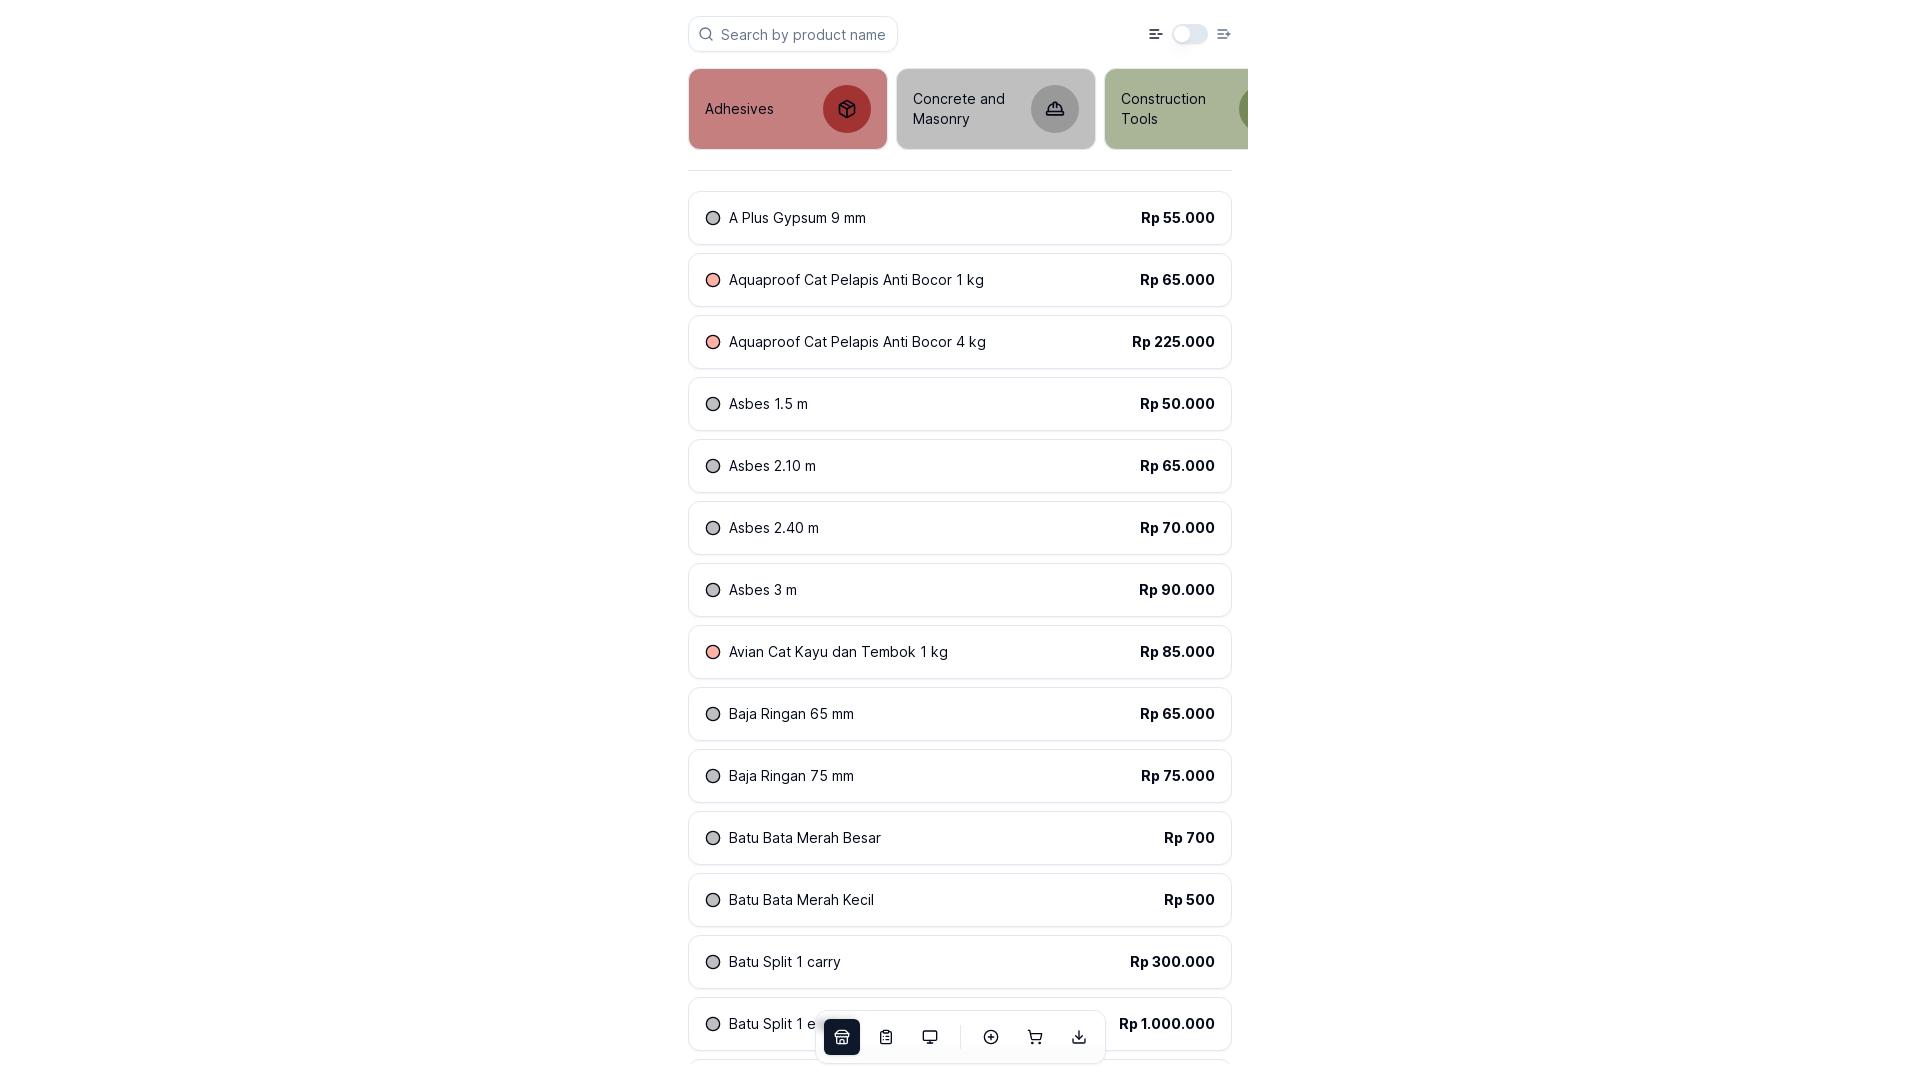 Search by product name
Adhesives
Concrete and
Masonry
Construction
Tools
A Plus Gypsum 9 mm Rp 55.000
Aquaproof Cat Pelapis Anti Bocor 1 kg Rp 65.000
Aquaproof Cat Pelapis Anti Bocor 4 kg Rp 225.000
Asbes 1.5 m Rp 50.000
Asbes 2.10 m Rp 65.000
Asbes 2.40 m Rp 70.000
Asbes 3 m Rp 90.000
Avian Cat Kayu dan Tembok 1 kg Rp 85.000
Baja Ringan 65 mm Rp 65.000
Baja Ringan 75 mm Rp 75.000
Batu Bata Merah Besar Rp 700
Batu Bata Merah Kecil Rp 500
Batu Split 1 carry Rp 300.000
Batu Split 1 Rp 1.000.000